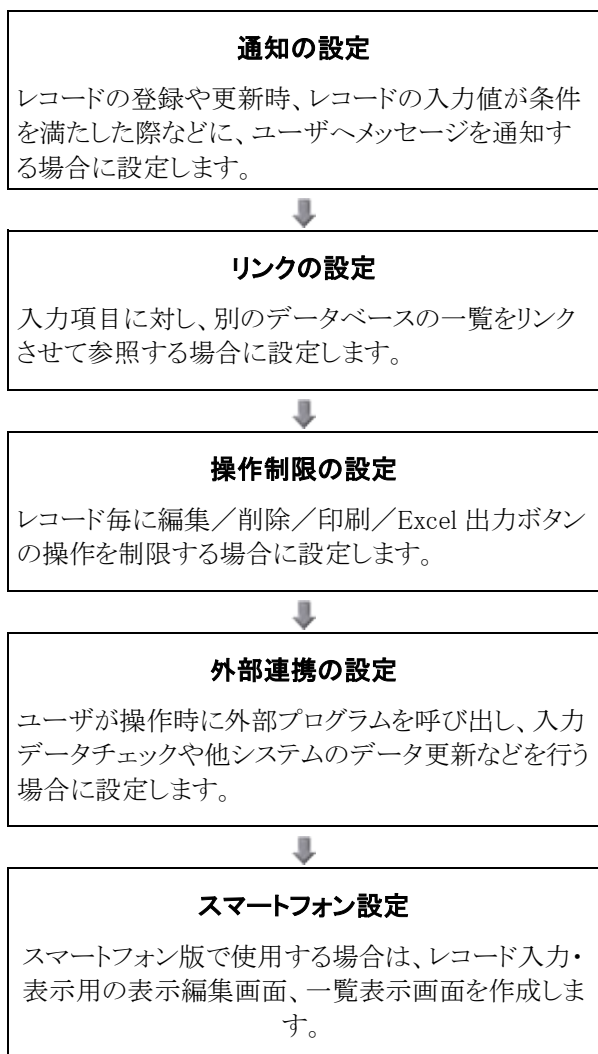 通知の設定
レコードの登録や更新時、レコードの入力値が条件
を満たした際などに、ユーザへメッセージを通知す
る場合に設定します。
リンクの設定
入力項目に対し、別のデータベースの一覧をリンク
させて参照する場合に設定します。
操作制限の設定
レコード毎に編集／削除／印刷／Excel 出力ボタン
の操作を制限する場合に設定します。
外部連携の設定
ユーザが操作時に外部プログラムを呼び出し、入力
データチェックや他システムのデータ更新などを行う
場合に設定します。
スマートフォン設定
スマートフォン版で使用する場合は、レコード入力・
表示用の表示編集画面、一覧表示画面を作成しま
す。